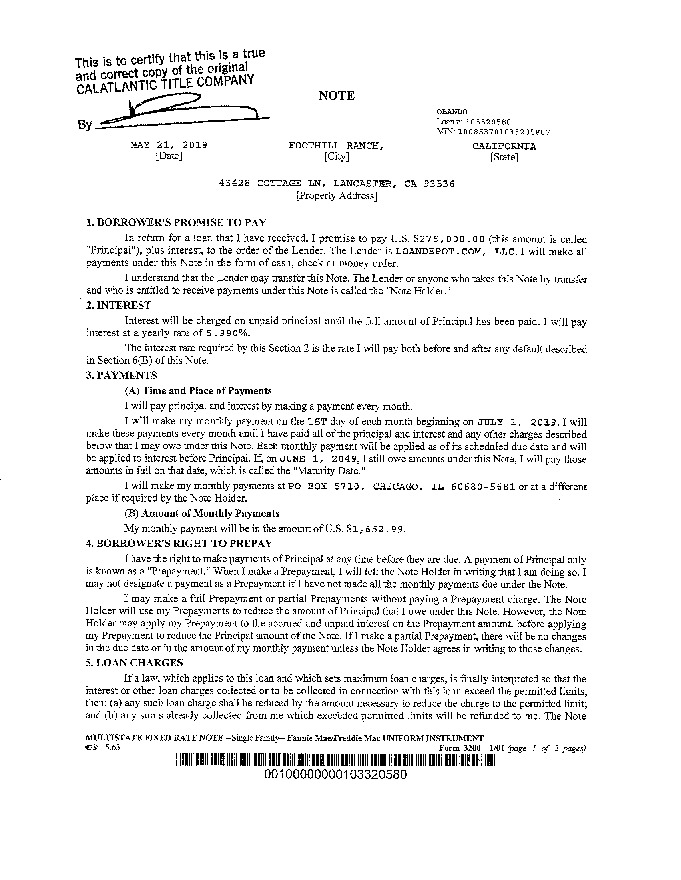 This is to certify that this is a true
and correct copy of the original
CALATLANTIC TITLE COMPANY
By
NOTE
OBANDO
MAY 21, 2019 FOOTHILL RANCH, CALIFORNIA
[Date] [City] [State]
43428 COTTAGE LN, LANCASTER, CA 93536
[Property Address]
1. BORROWER'S PROMISE TO PAY
In return for a loan that I have received, I promise to pay U.S. $275,000.00 (this amount is called
"Principal"), plus interest, to the order of the Lender. The Lender is LOANDEPOT.COM, LLC. I will make all
payments under this Note in the form of cash, check or money order.
I understand that the Lender may transfer this Note. The Lender or anyone who takes this Note by transfer
and who is entitled to receive payments under this Note is called the "Note Holder."
2. INTEREST
Interest will be charged on unpaid principal until the full amount of Principal has been paid. I will pay
interest at a yearly rate of 5.990%.
The interest rate required by this Section 2 is the rate I will pay both before and after any default described
in Section 6(B) of this Note.
3. PAYMENTS
(A) Time and Place of Payments
I will pay principal and interest by making a payment every month.
I will make my monthly payment on the 1ST day of each month beginning on JULY 1, 2019. I will
make these payments every month until I have paid all of the principal and interest and any other charges described
below that I may owe under this Note. Each monthly payment will be applied as of its scheduled due date and will
be applied to interest before Principal. If, on JUNE 1, 2049, I still owe amounts under this Note, I will pay those
amounts in full on that date, which is called the "Maturity Date."
I will make my monthly payments at PO BOX 5710, CHICAGO, IL 60680-5681 or at a different
place if required by the Note Holder.
(B) Amount of Monthly Payments
My monthly payment will be in the amount of U.S. $1,652.99.
4. BORROWER'S RIGHT TO PREPAY
I have the right to make payments of Principal at any time before they are due. A payment of Principal only
is known as a "Prepayment." When I make a Prepayment, I will tell the Note Holder in writing that I am doing so. I
may not designate a payment as a Prepayment if I have not made all the monthly payments due under the Note.
I may make a full Prepayment or partial Prepayments without paying a Prepayment charge. The Note
Holder will use my Prepayments to reduce the amount of Principal that I owe under this Note. However, the Note
Holder may apply my Prepayment to the accrued and unpaid interest on the Prepayment amount, before applying
my Prepayment to reduce the Principal amount of the Note. If I make a partial Prepayment, there will be no changes
in the due date or in the amount of my monthly payment unless the Note Holder agrees in writing to those changes.
5. LOAN CHARGES
If a law, which applies to this loan and which sets maximum loan charges, is finally interpreted so that the
interest or other loan charges collected or to be collected in connection with this loan exceed the permitted limits,
then: (a) any such loan charge shall be reduced by the amount necessary to reduce the charge to the permitted limit;
and (b) any sums already collected from me which exceeded permitted limits will be refunded to me. The Note
MULTISTATE FIXED RATE NOTE --Single Family-- Fannie Mae/Freddie Mac UNIFORM INSTRUMENT
Form 3200 1/01 (page 1 of 2 pages)
00100000000103320580